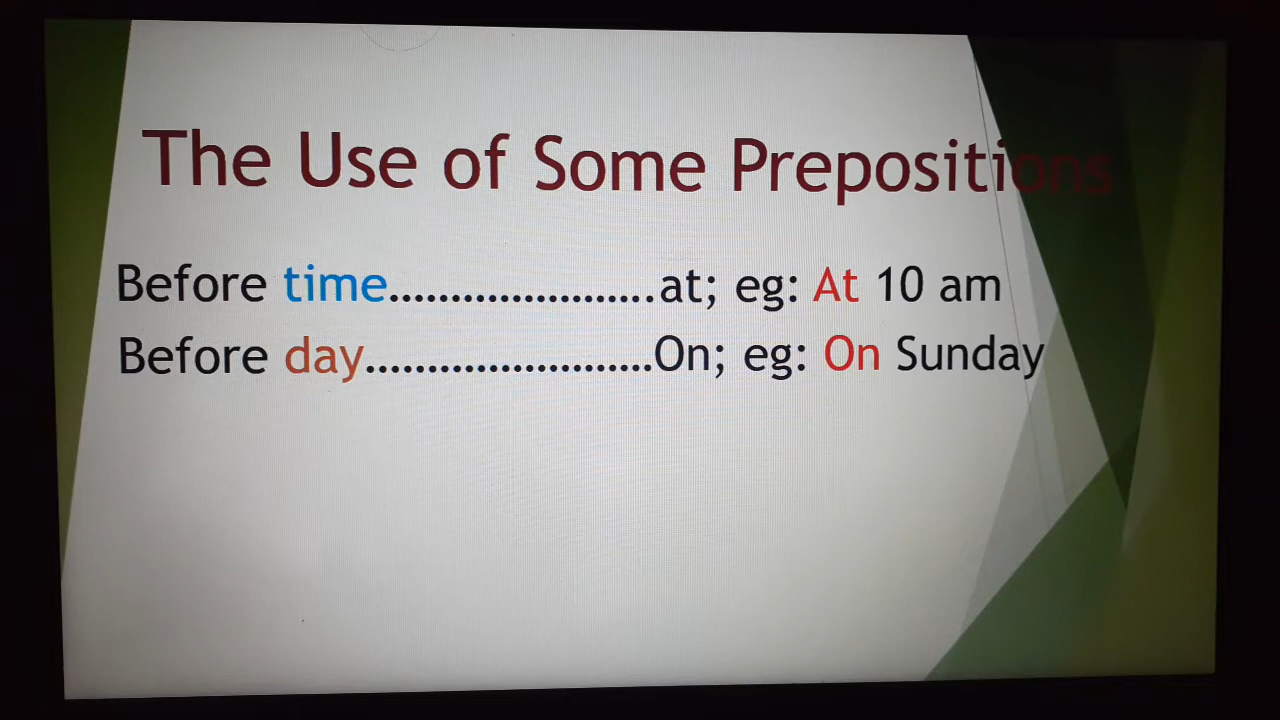 The Use of Some Prepositions
Before time......................at; eg: At 10 am
Before day.......................On; eg: On Sunday